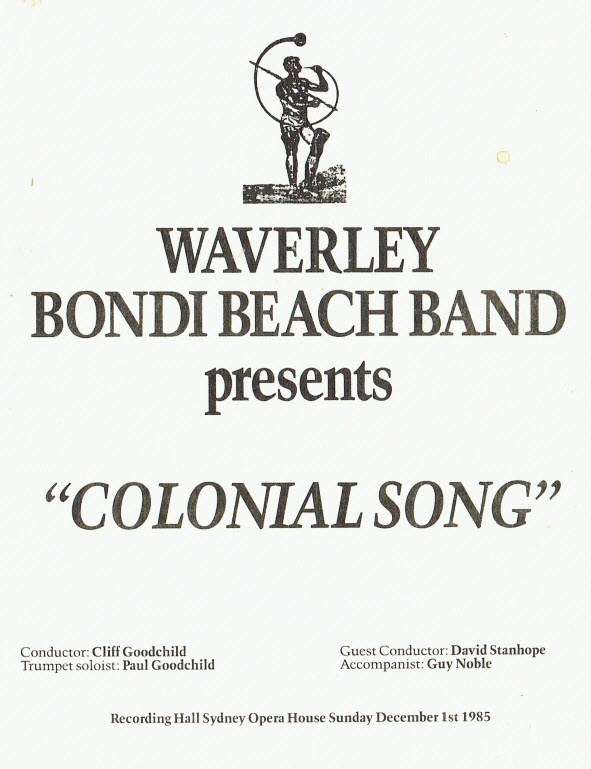 WAVERLEY
BONDI BEACH BAND
presents
“COLONIAL SONG”
Conductor: Cliff Goodchild
Trumpet soloist: Paul Goodchild
Guest Conductor: David Stanhope
Accompanist: Guy Noble
Recording Hall Sydney Opera House Sunday December 1st 1985